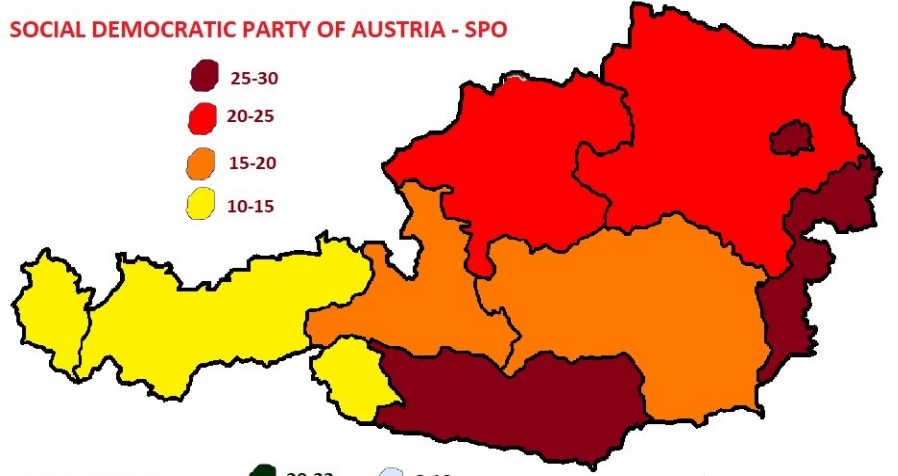 SOCIAL DEMOCRATIC PARTY OF AUSTRIA - SPO
25-30
20-25
15-20
10-15